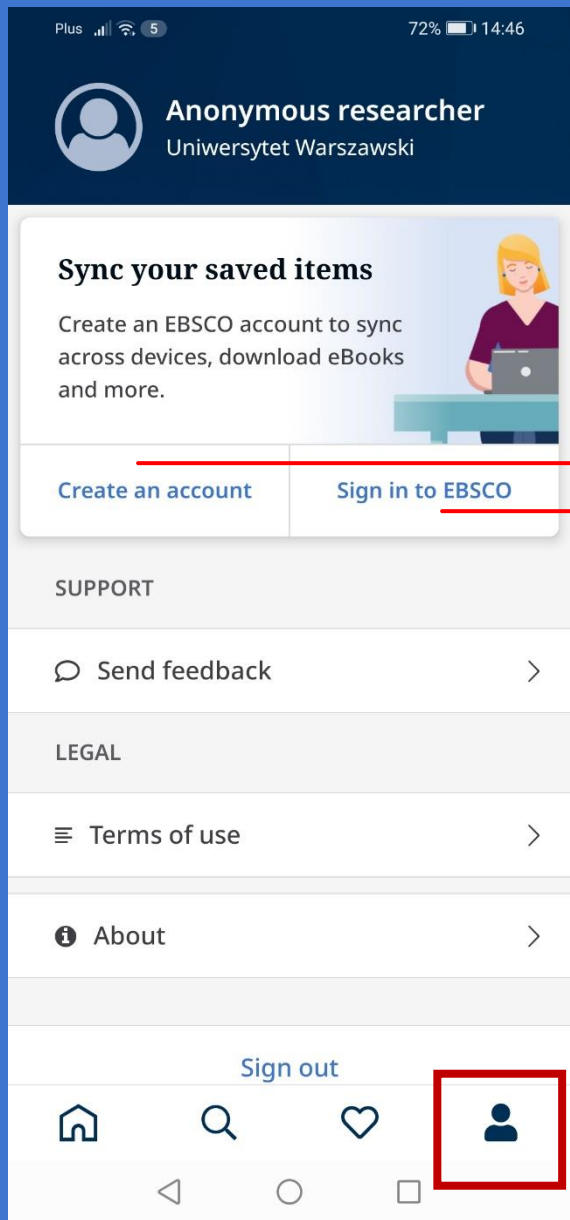 Plus 5 72% 14:46
Anonymous researcher
Uniwersytet Warszawski
Sync your saved items
Create an EBSCO account to sync
across devices, download eBooks
and more.
Create an account Sign in to EBSCO
SUPPORT
Send feedback
LEGAL
Terms of use
About
Sign out